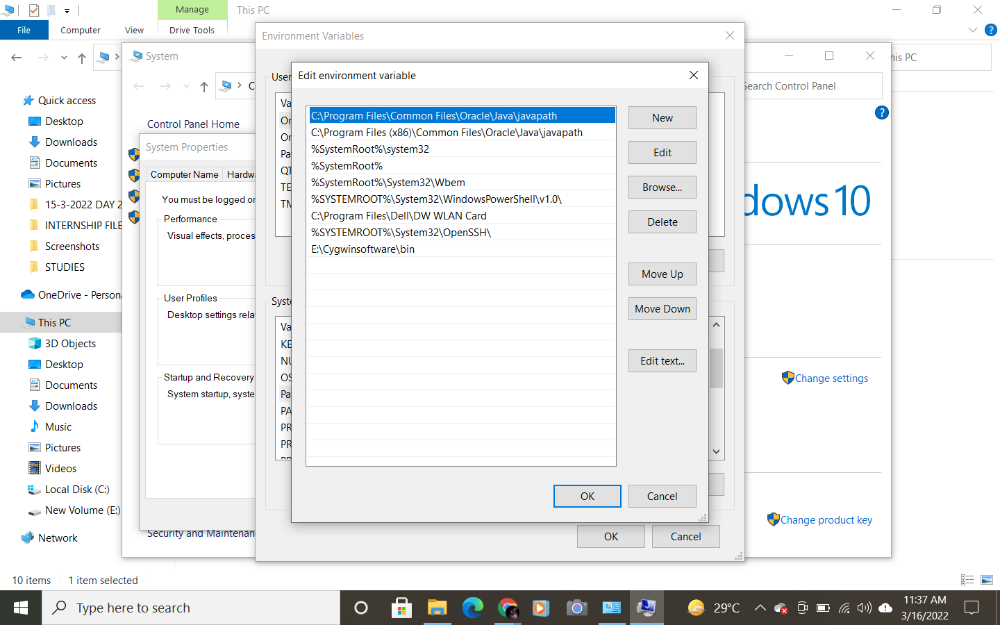 Manage
This PC
File
Computer
View
Drive Tools
Environment Variables
System
his PC
Edit environment variable
User
Search Control Panel
Quick access
Desktop
Downloads
Documents
Pictures
15-3-2022 DAY 2
INTERNSHIP FILE
Screenshots
STUDIES
OneDrive - Persona
This PC
3D Objects
Desktop
Documents
Downloads
Music
Pictures
Videos
Local Disk (C:)
New Volume (E:)
Network
Control Panel Home
System Properties
Computer Name
Hardwa
You must be logged on
Performance
Visual effects, proces
User Profiles
Desktop settings rela
Startup and Recovery
System startup, syste
Security and Maintenan
Va
On
On
Pa
QT
TE
TM
Syste
Va
KE
NU
OS
Pa
PA
PR
PR
C:\Program Files\Common Files\Oracle\Java\javapath
C:\Program Files (x86)\Common Files\Oracle\Java\javapath
%SystemRoot%\system32
%SystemRoot%
%SystemRoot%\System32\Wbem
%SYSTEMROOT%\System32\WindowsPowerShell\v1.0\
C:\Program Files\Dell\DW WLAN Card
%SYSTEMROOT%\System32\OpenSSH\
E:\Cygwinsoftware\bin
New
Edit
Browse...
Delete
Move Up
Move Down
Edit text...
OK
Cancel
OK
Cancel
dows 10
Change settings
Change product key
10 items
1 item selected
Type here to search
29°C
11:37 AM
3/16/2022